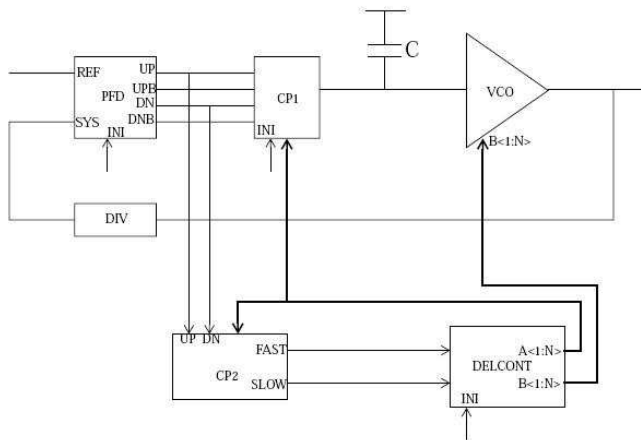 C
REF
UP
PFD
UPB
DN
SYS
DNB
INI
CP1
INI
VCO
B<1:N>
DIV
UP DN
FAST
CP2
SLOW
A<1:N>
DELCONT
B<1:N>
INI